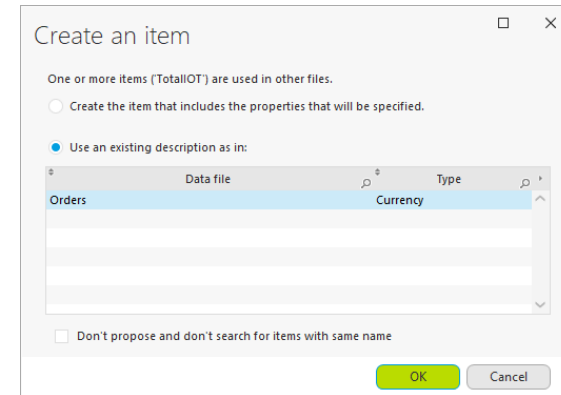 Create an item
One or more items ('TotalIOT') are used in other files.
Create the item that includes the properties that will be specified.
Use an existing description as in:
Data file Type
Orders Currency
Don't propose and don't search for items with same name
OK Cancel